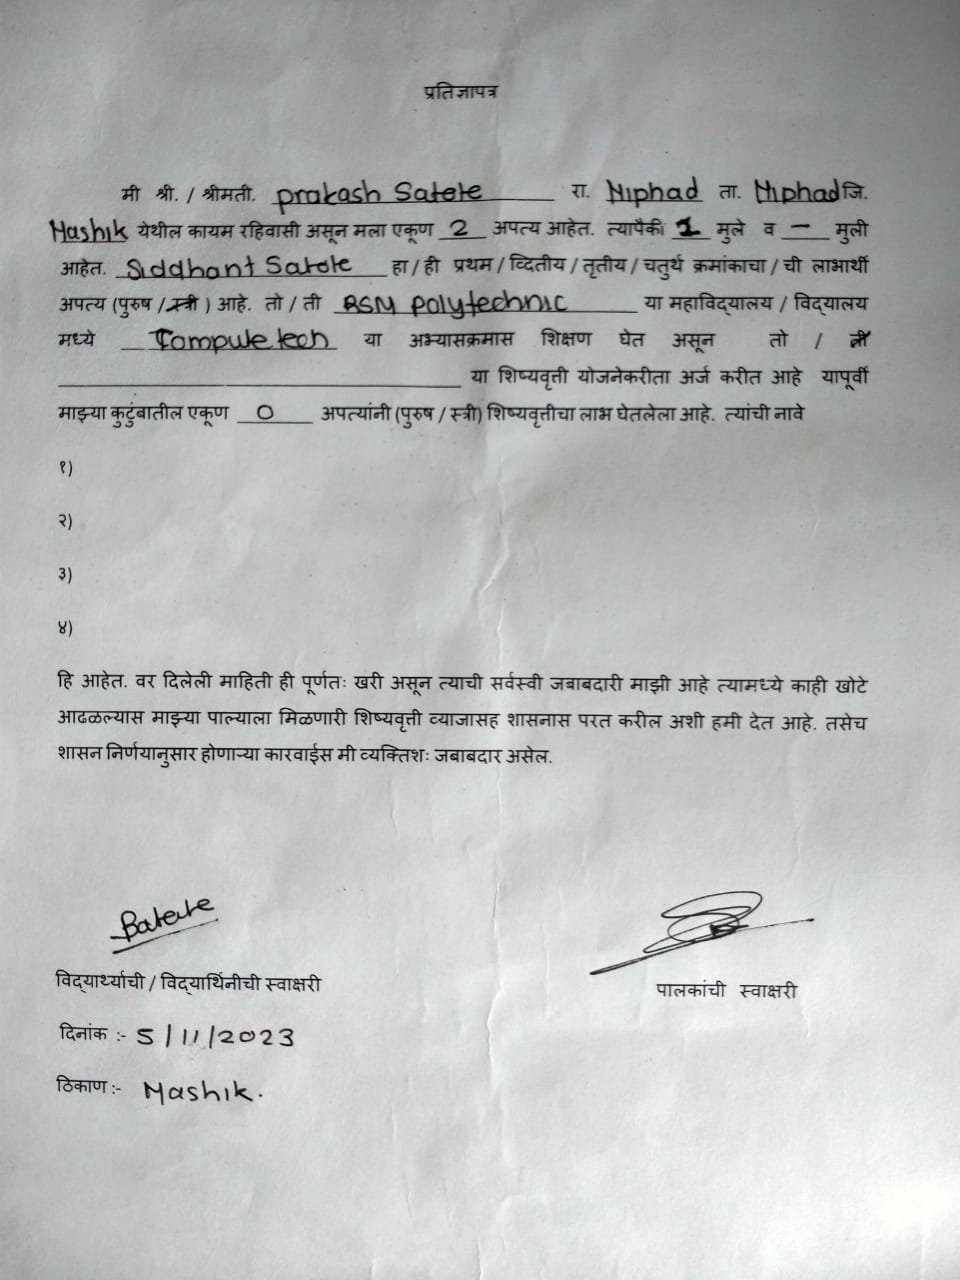 प्रतिज्ञापत्र
मी श्री. / श्रीमती. prakash Satete रा. Niphad ता. Niphad जि.
Nashik येथील कायम रहिवासी असून मला एकूण 2 अपत्य आहेत. त्यापैकी 1 मुले व - मुली
आहेत. Siddhant Satote हा / ही प्रथम / व्दितीय / तृतीय / चतुर्थ क्रमांकाचा / ची लाभार्थी
अपत्य (पुरुष / स्त्री ) आहे. तो / ती RSM polytechnic या महाविद्यालय / विद्यालय
मध्ये Compute tech या अभ्यासक्रमास शिक्षण घेत असून तो / ती
या शिष्यवृत्ती योजनेकरीता अर्ज करीत आहे यापूर्वी
माझ्या कुटुंबातील एकूण 0 अपत्यांनी (पुरुष / स्त्री) शिष्यवृत्तीचा लाभ घेतलेला आहे. त्यांची नावे
१)
२)
३)
४)
हि आहेत. वर दिलेली माहिती ही पूर्णतः खरी असून त्याची सर्वस्वी जबाबदारी माझी आहे त्यामध्ये काही खोटे
आढळल्यास माझ्या पाल्याला मिळणारी शिष्यवृत्ती व्याजासह शासनास परत करील अशी हमी देत आहे. तसेच
शासन निर्णयानुसार होणाऱ्या कारवाईस मी व्यक्तिशः जबाबदार असेल.
विद्यार्थ्याची / विद्यार्थिनीची स्वाक्षरी
पालकांची स्वाक्षरी
दिनांक :- 5/11/2023
ठिकाण :- Nashik.